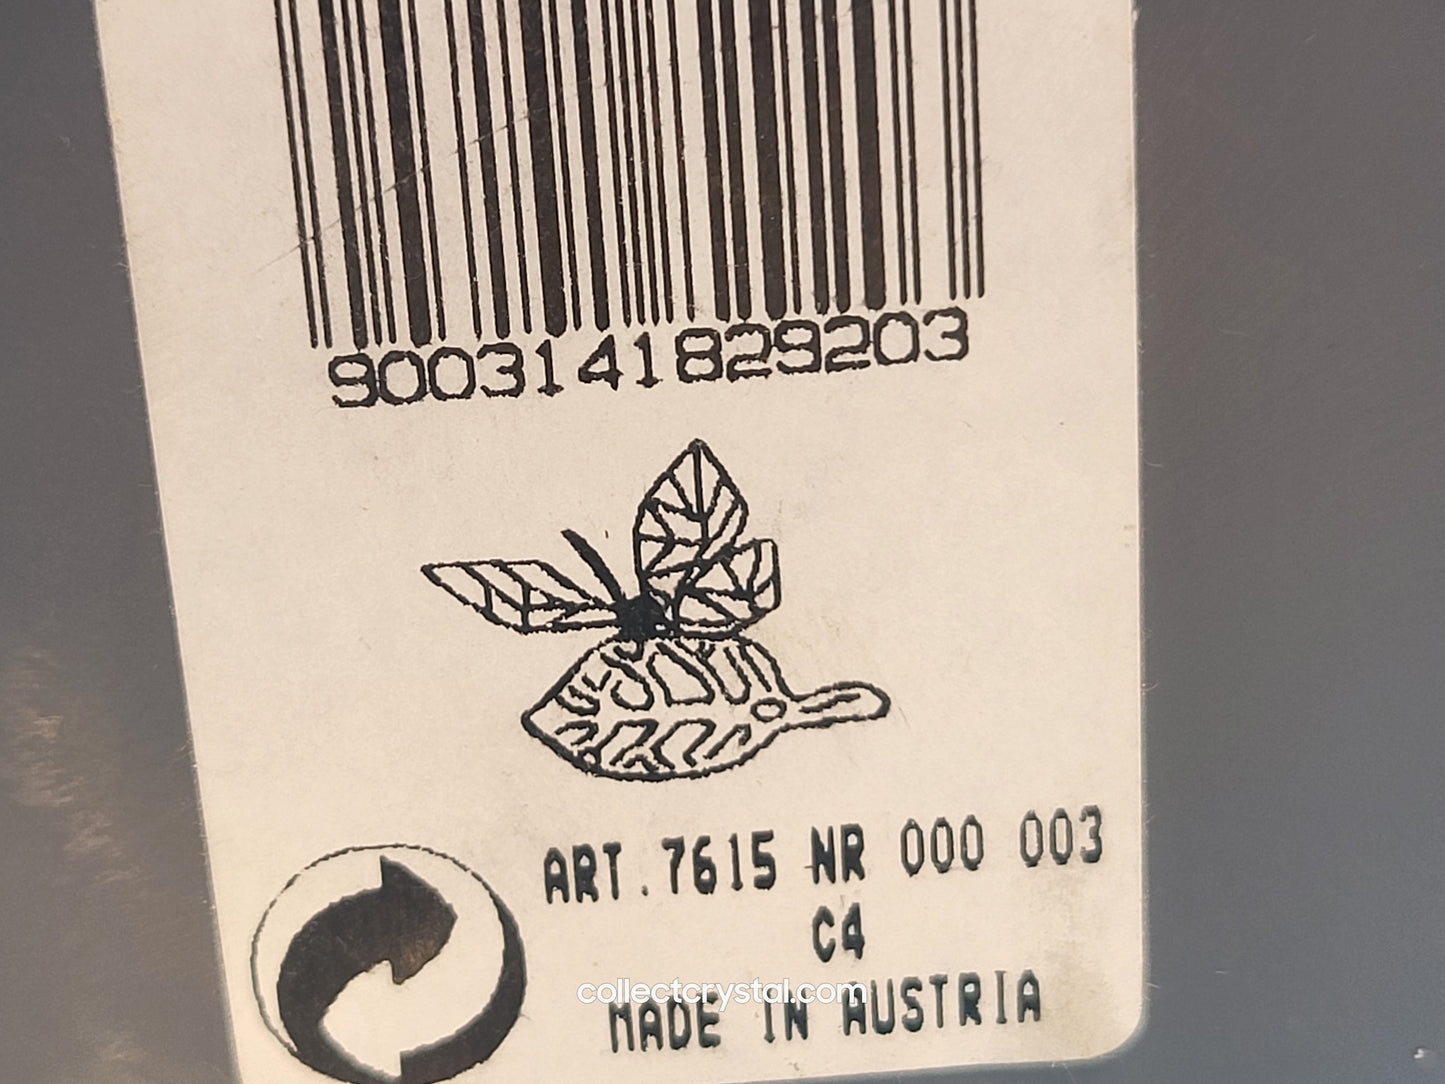 9003141829203
ART.7615 NR 000 003
C4
collectcrystal.com
MADE IN AUSTRIA